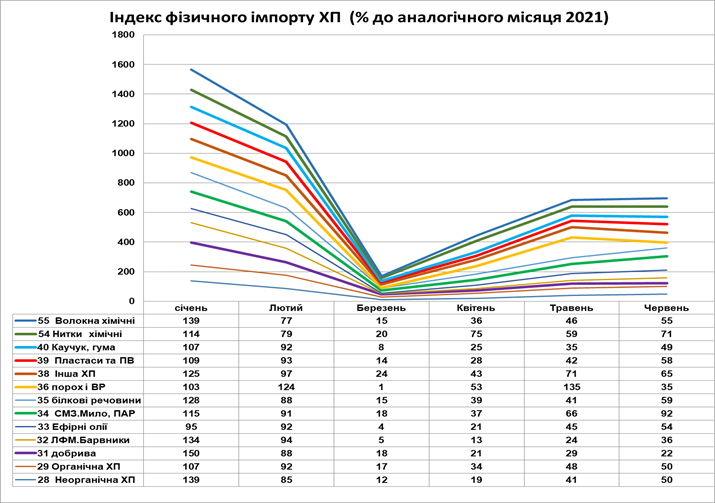 Індекс фізичного імпорту ХП (% до аналогічного місяця 2021)
1800
1600
1400
1200
1000
800
600
400
200
0
січень Лютий Березень Квітень Травень Червень
55 Волокна хімічні 139 77 15 36 46 55
54 Нитки хімічні 114 79 20 75 59 71
40 Каучук, гума 107 92 8 25 35 49
39 Пластаси та ПВ 109 93 14 28 42 58
38 Інша ХП 125 97 24 43 71 65
36 порох і ВР 103 124 1 53 135 35
35 білкові речовини 128 88 15 39 41 59
34 СМЗ.Мило, ПАР 115 91 18 37 66 92
33 Ефірні олії 95 92 4 21 45 54
32 ЛФМ.Барвники 134 94 5 13 24 36
31 добрива 150 88 18 21 29 22
29 Органічна ХП 107 92 17 34 48 50
28 Неорганічна ХП 139 85 12 19 41 50